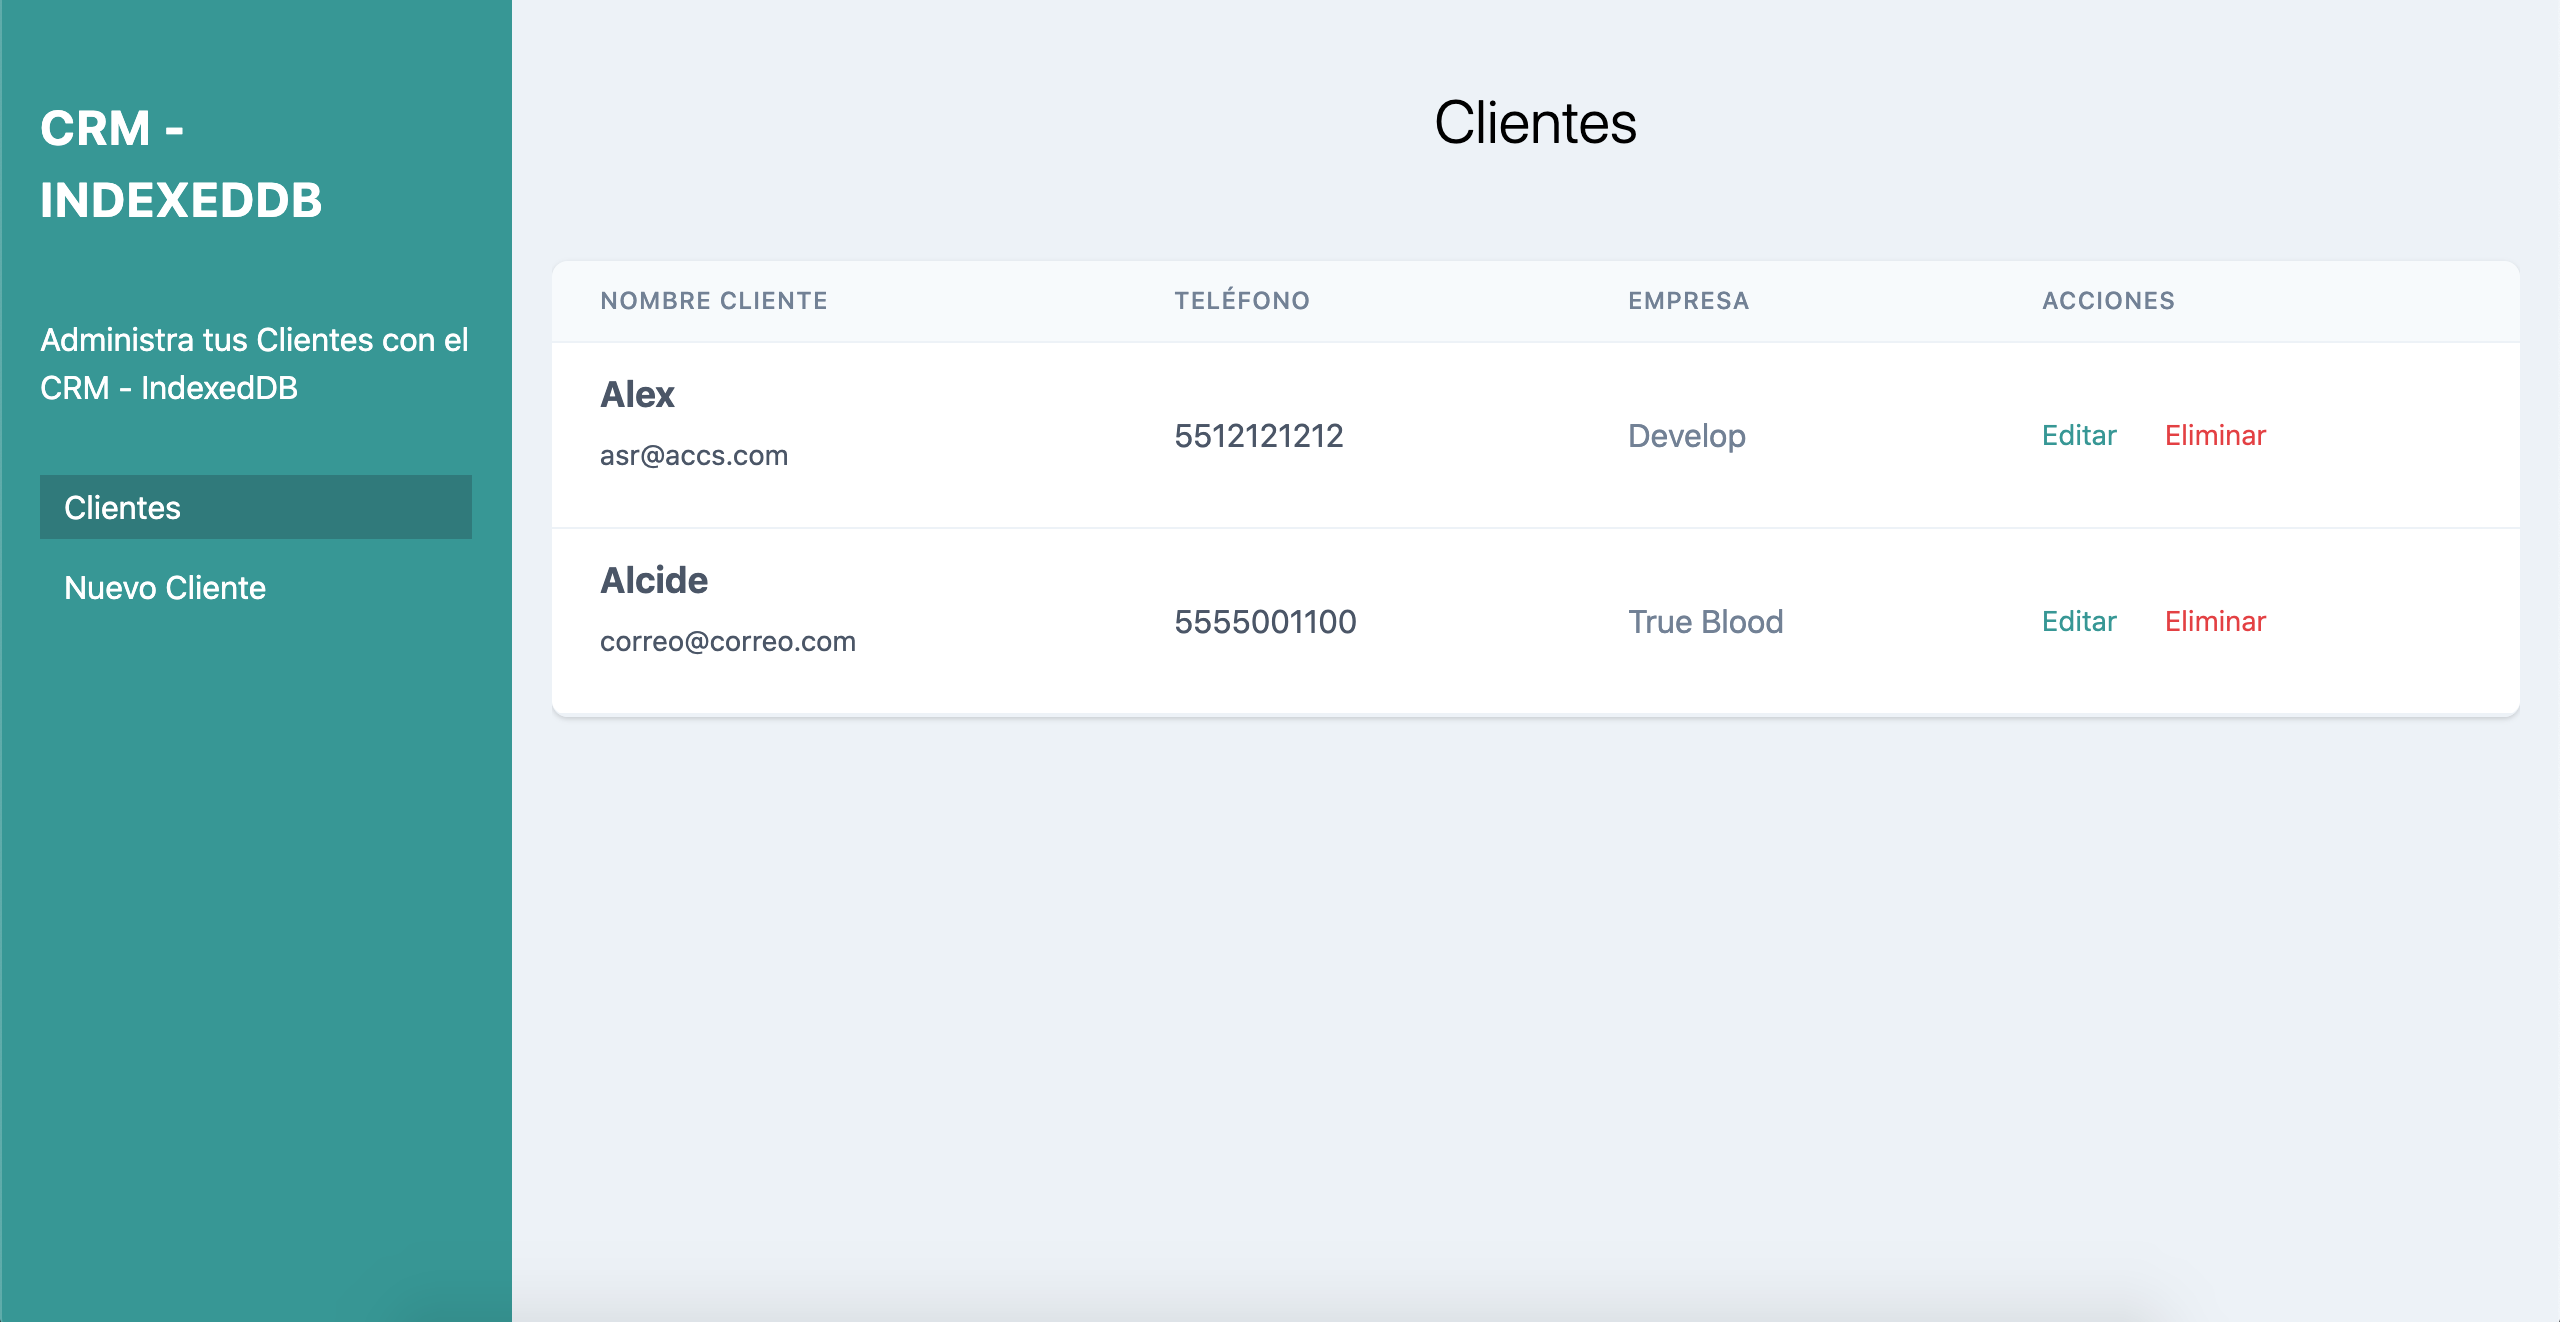 CRM -
INDEXEDDB
Administra tus Clientes con el
CRM - IndexedDB
Clientes
Nuevo Cliente
Clientes
NOMBRE CLIENTE TELÉFONO EMPRESA ACCIONES
Alex
asr@accs.com
5512121212 Develop Editar Eliminar
Alcide
correo@correo.com
5555001100 True Blood Editar Eliminar